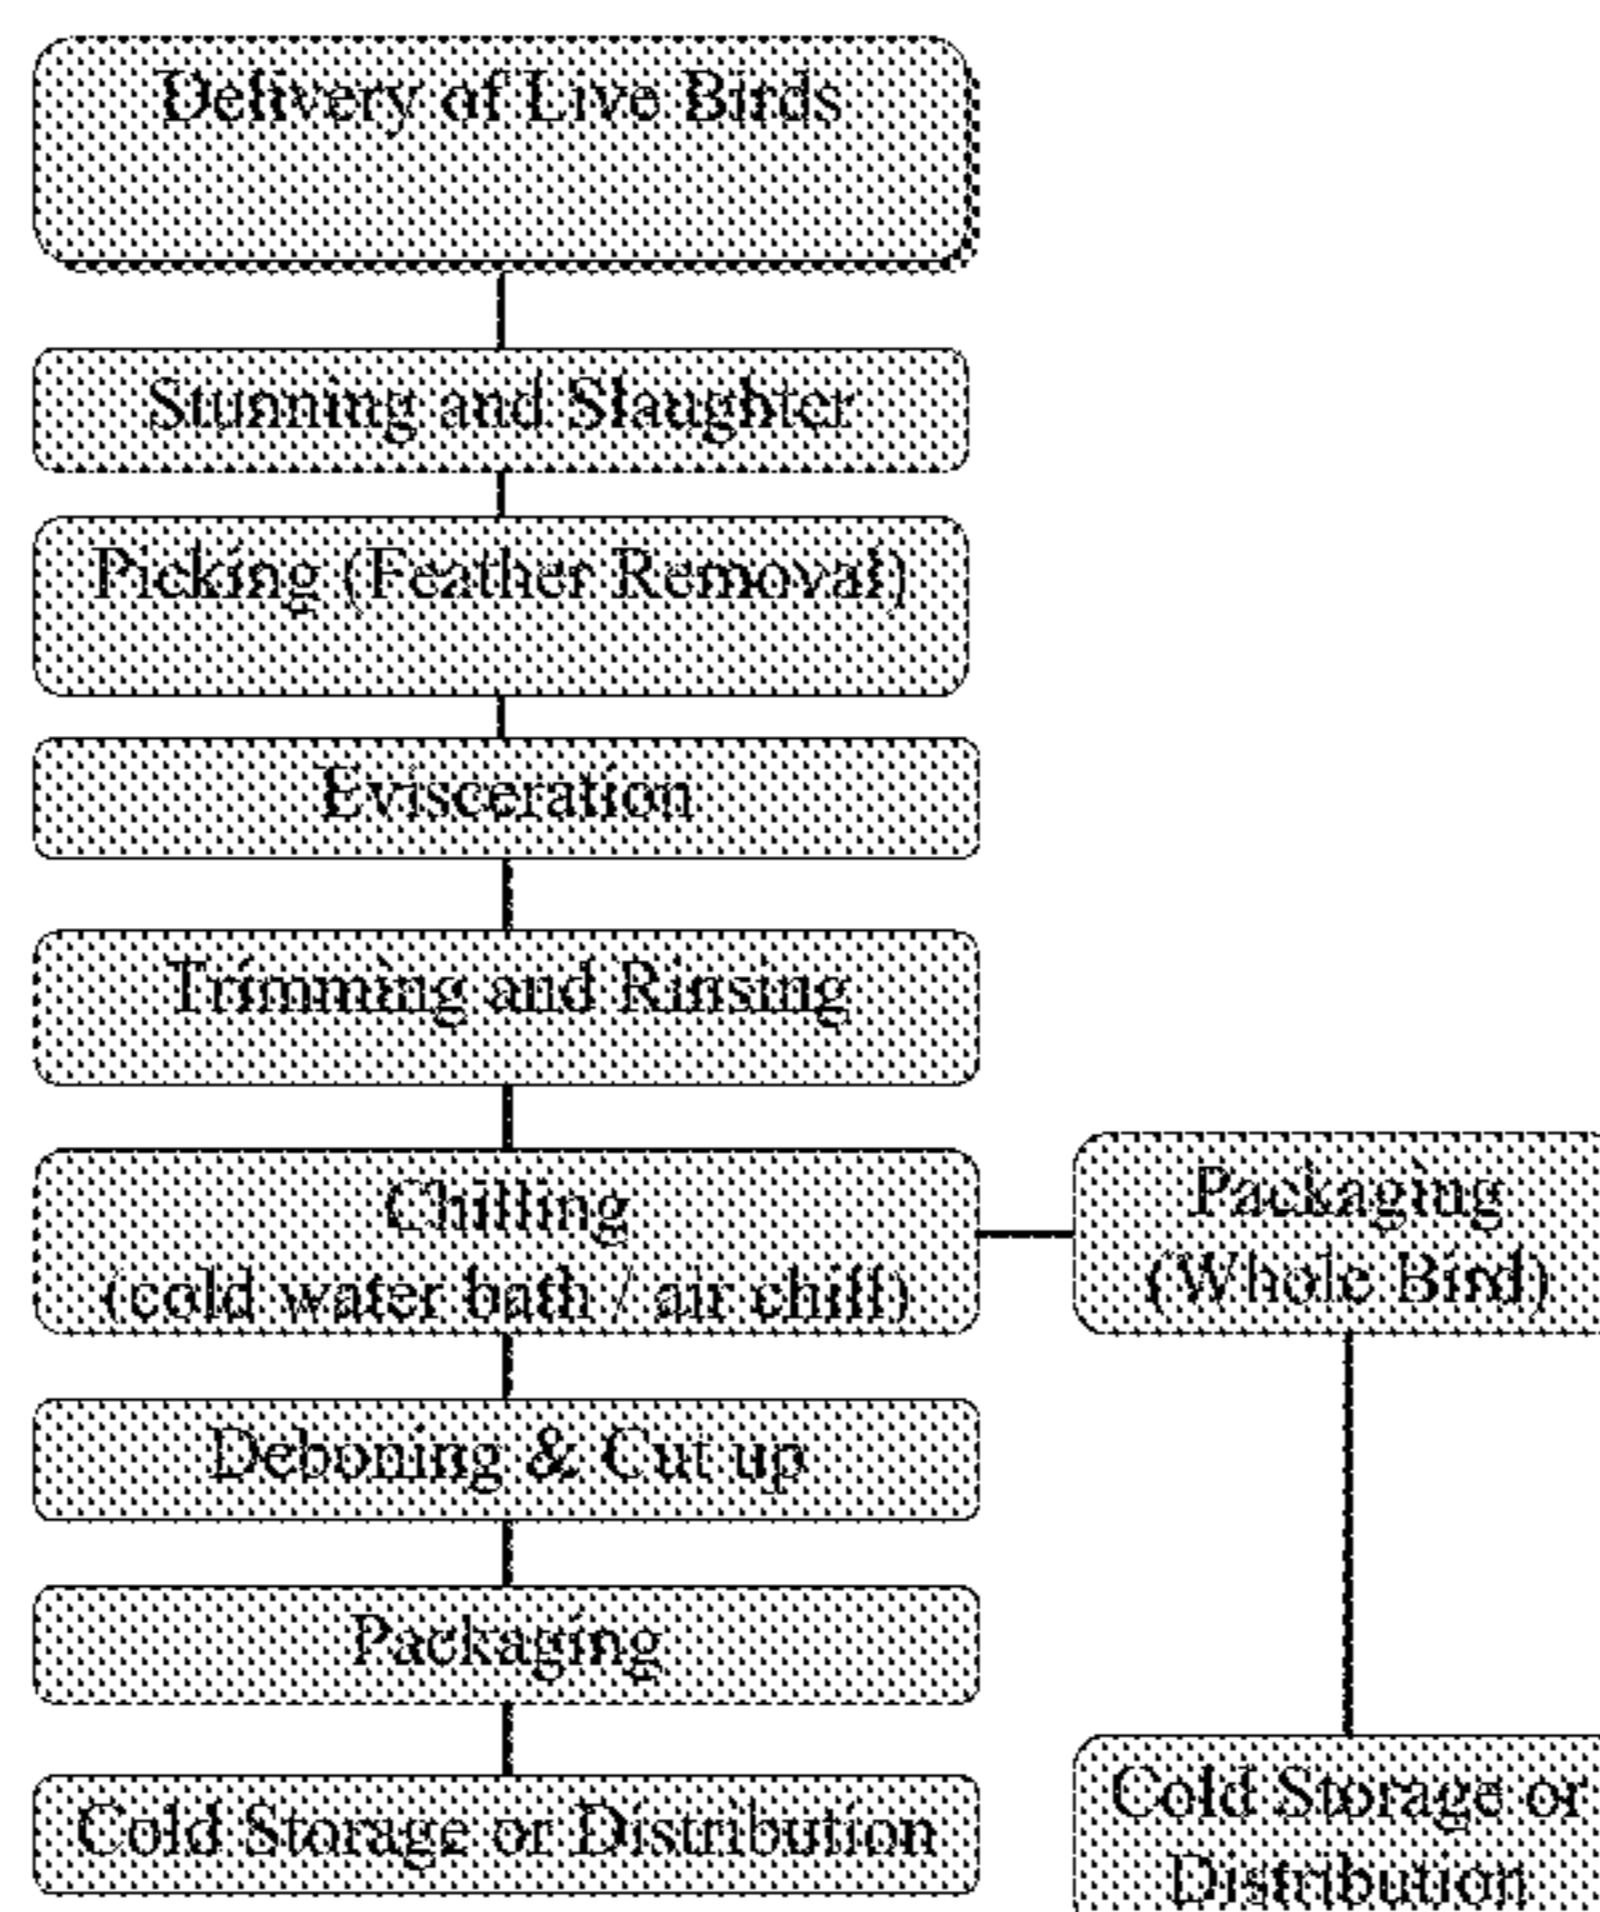 Delivery of Live Birds
Stunning and Slaughter
Picking (Feather Removal)
Evisceration
Trimming and Rinsing
Chilling
(cold water bath / air chill)
Packaging
(Whole Bird)
Deboning & Cut up
Packaging
Cold Storage or Distribution
Cold Storage or
Distribution